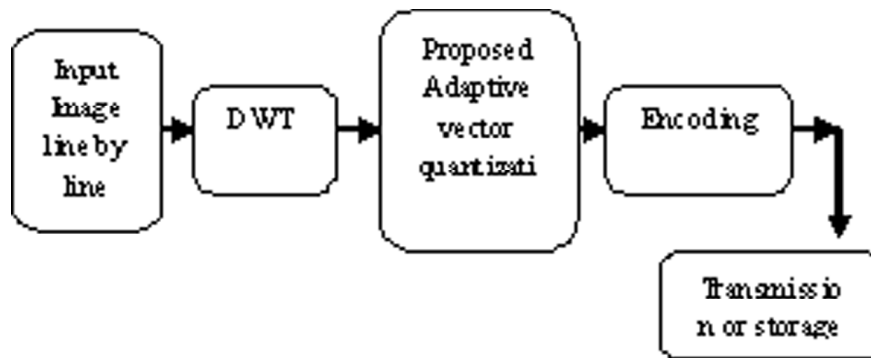 Input
Image
line by
line
DWT
Proposed
Adaptive
vector
quantizati
Encoding
Transmissio
n or storage